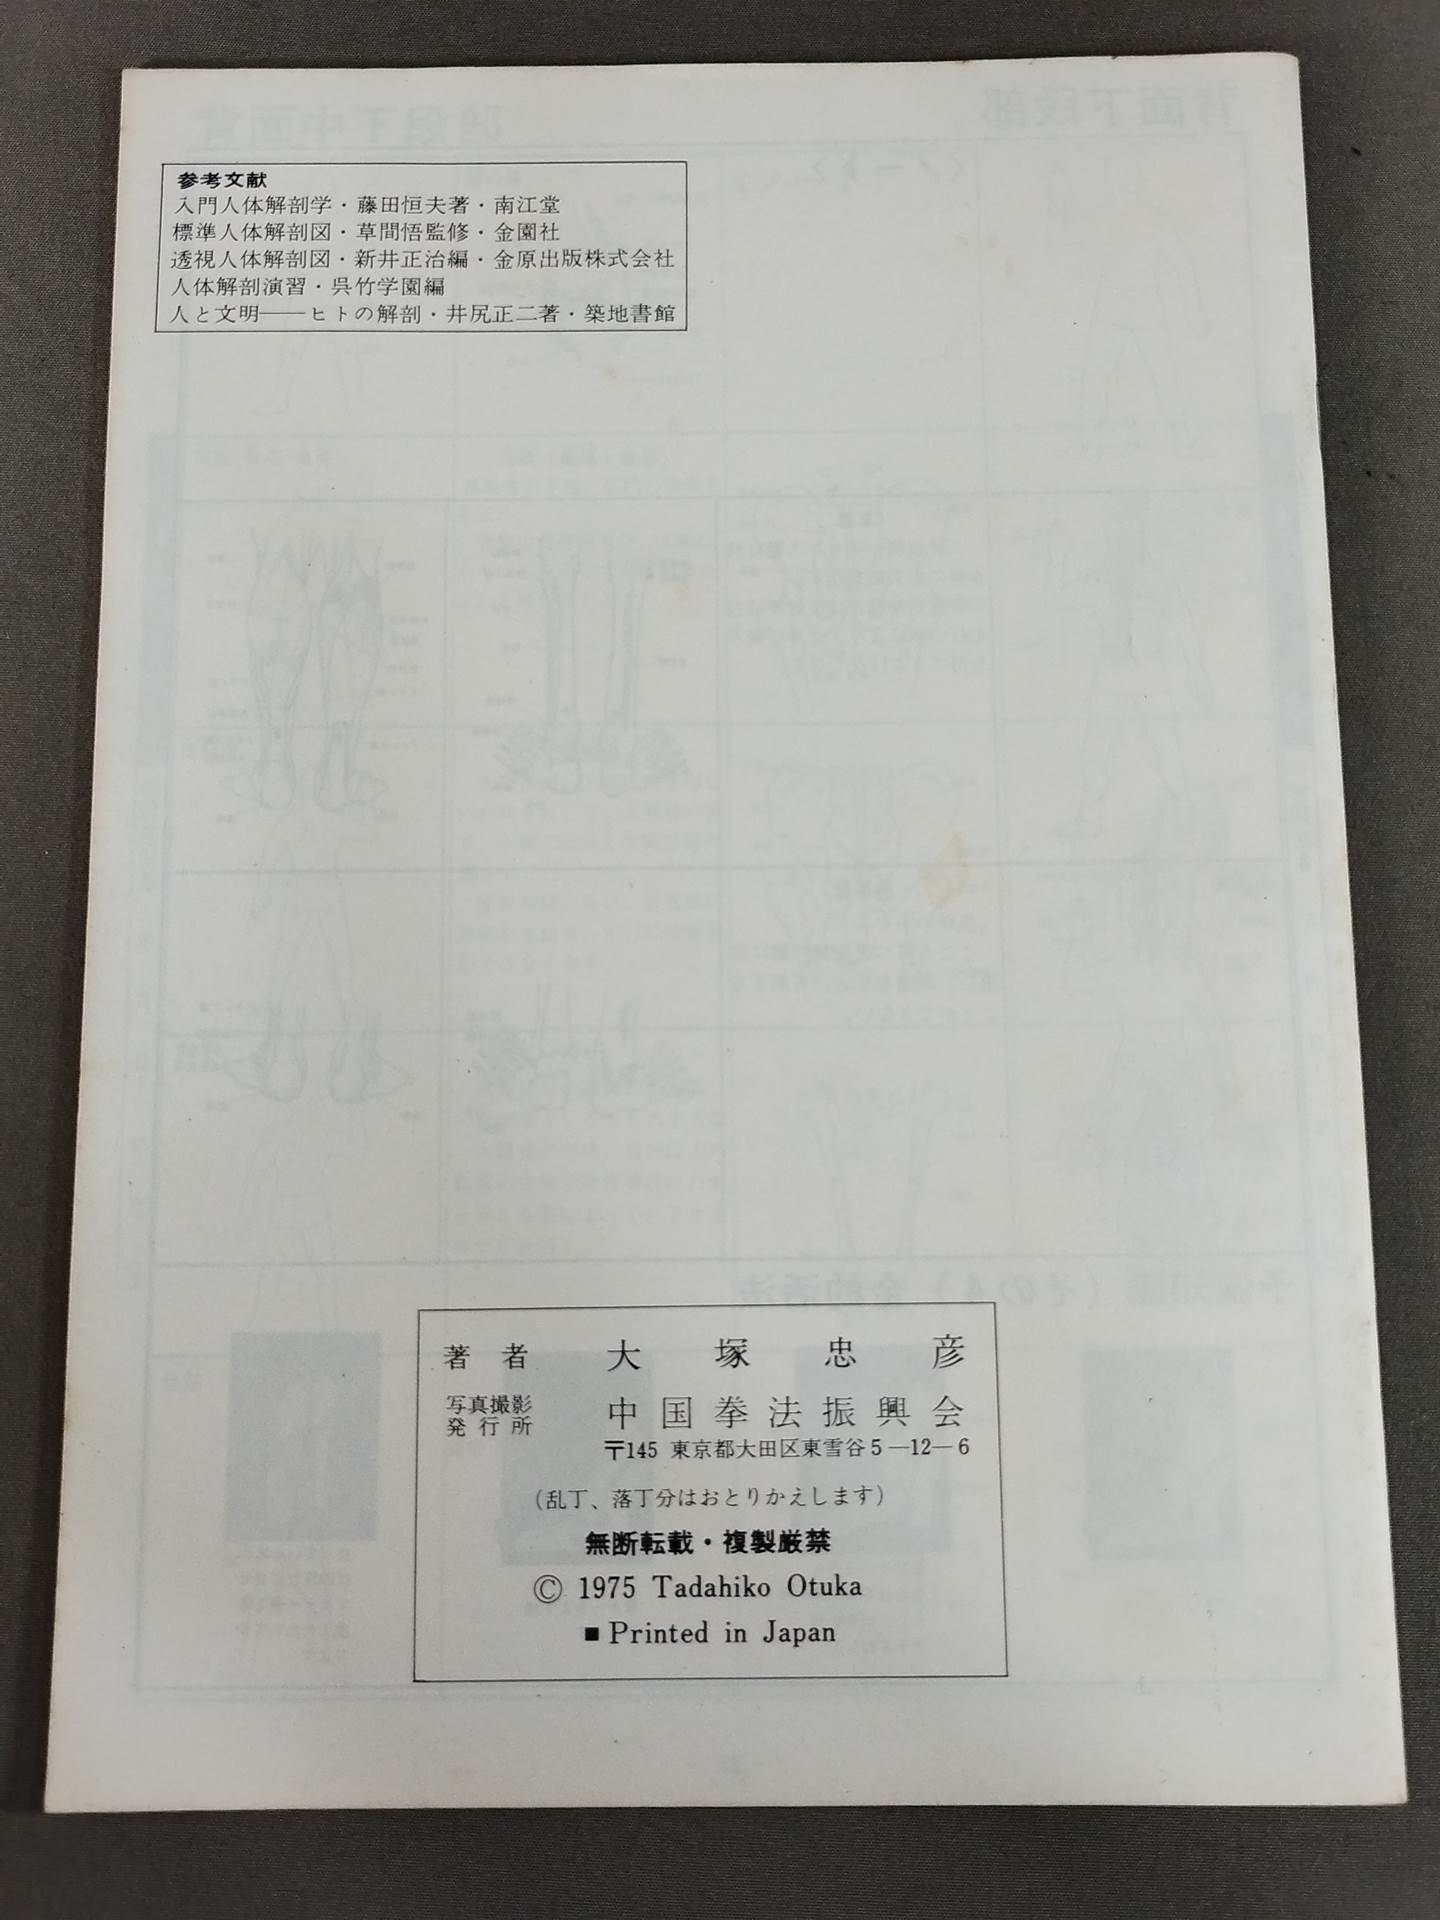 参考文献
入門人体解剖学・藤田恒夫著・南江堂
標準人体解剖図・草間悟監修・金園社
透視人体解剖図・新井正治編・金原出版株式会社
人体解剖演習・呉竹学園編
人と文明――ヒトの解剖・井尻正二著・築地書館
著者 大塚忠彦
写真撮影
発行所 中国拳法振興会
〒145 東京都大田区東雪谷5―12―6
(乱丁、落丁分はおとりかえします)
無断転載・複製厳禁
© 1975 Tadahiko Otuka
■ Printed in Japan